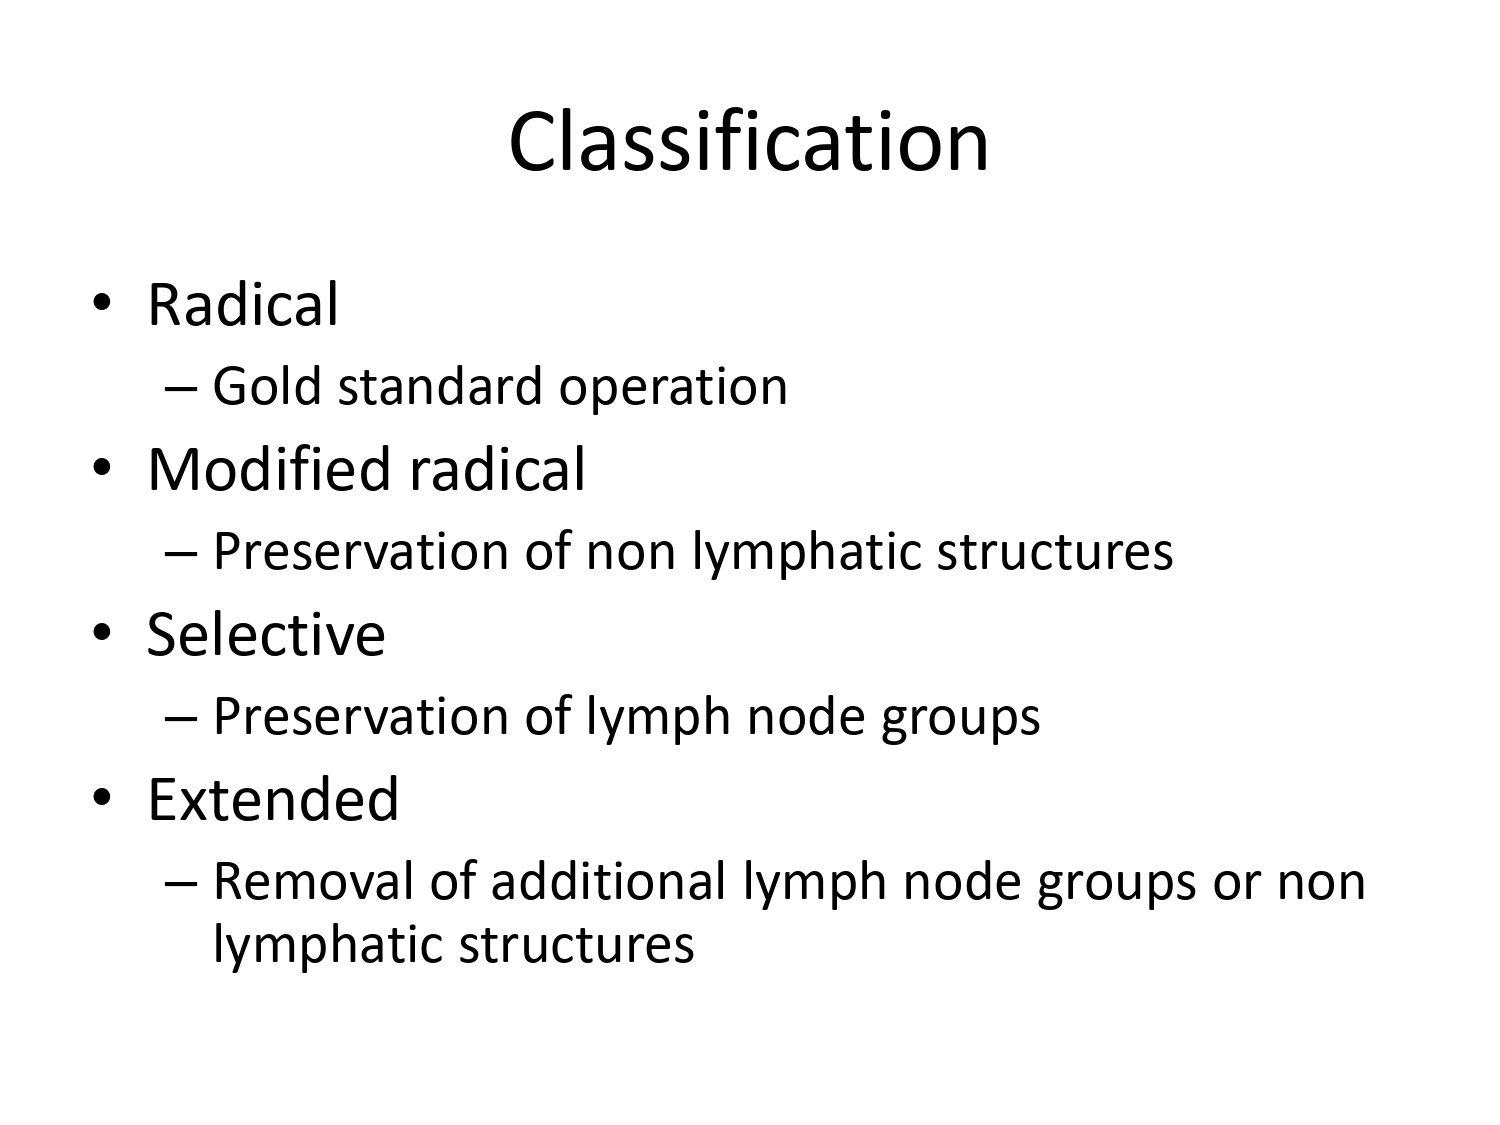 Classification
• Radical
– Gold standard operation
• Modified radical
– Preservation of non lymphatic structures
• Selective
– Preservation of lymph node groups
• Extended
– Removal of additional lymph node groups or non
lymphatic structures